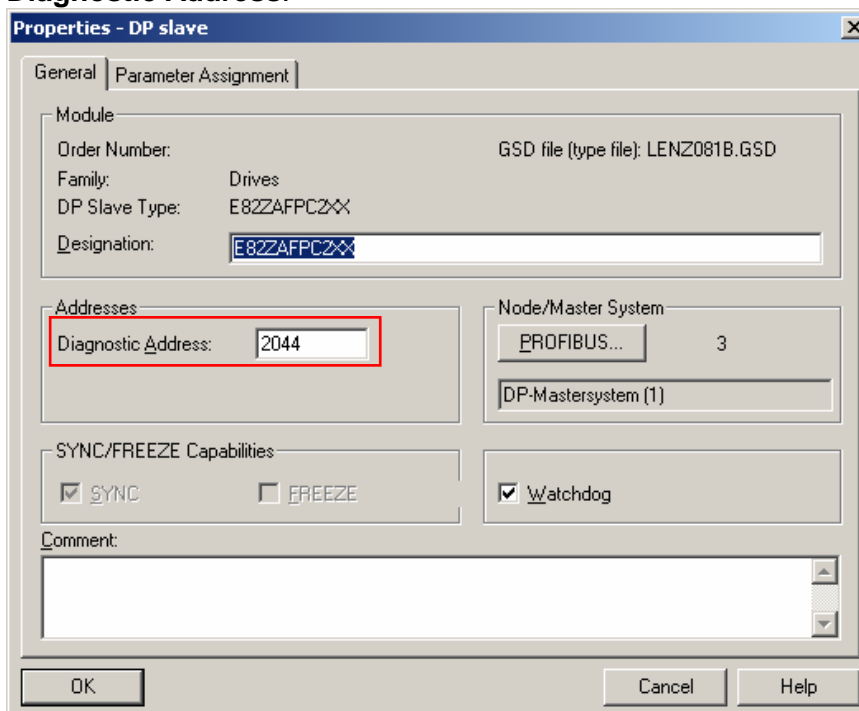 Diagnostic Address.
Properties - DP slave
General Parameter Assignment
Module
Order Number: GSD file (type file): LENZ081B.GSD
Family: Drives
DP Slave Type: E82ZAFPC2XX
Designation: E82ZAFPC2XX
Addresses
Diagnostic Address: 2044
Node/Master System
PROFIBUS... 3
DP-Mastersystem (1)
SYNC/FREEZE Capabilities
SYNC FREEZE
Watchdog
Comment:
OK Cancel Help